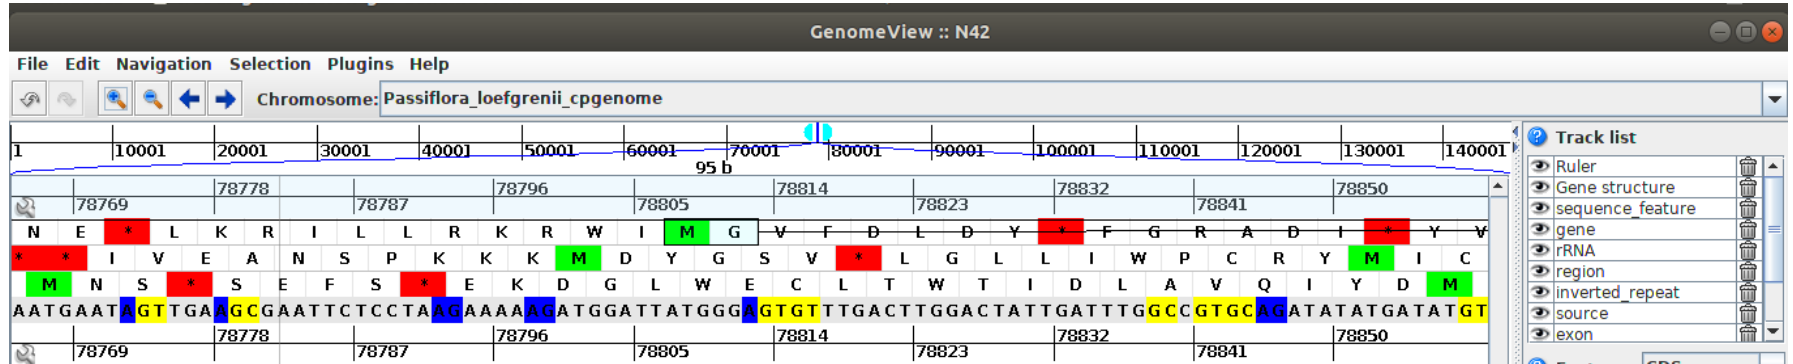 GenomeView :: N42
File Edit Navigation Selection Plugins Help
Chromosome: Passiflora_loefgrenii_cpgenome
1 10001 20001 30001 40001 50001 60001 70001 80001 90001 100001 110001 120001 130001 140001
95 b
78778 78796 78814 78832 78850
78769 78787 78805 78823 78841
N E * L K R I L L R K R W I M G V F D L D Y * F G R A D I * Y V
* * I V E A N S P K K K M D Y G S V * L G L L I W P C R Y M I C
M N S * S E F S * E K D G L W E C L T W T I D L A V Q I Y D M
AATGAATAGTTGAAGCGAATTCTCCTAAGAAAAAGATGGATTATGGGAGTGTTTGACTTGGACTATTGATTTGGCCGTGCAGATATATGATATGT
78778 78796 78814 78832 78850
78769 78787 78805 78823 78841
Track list
Ruler
Gene structure
sequence_feature
gene
rRNA
region
inverted_repeat
source
exon